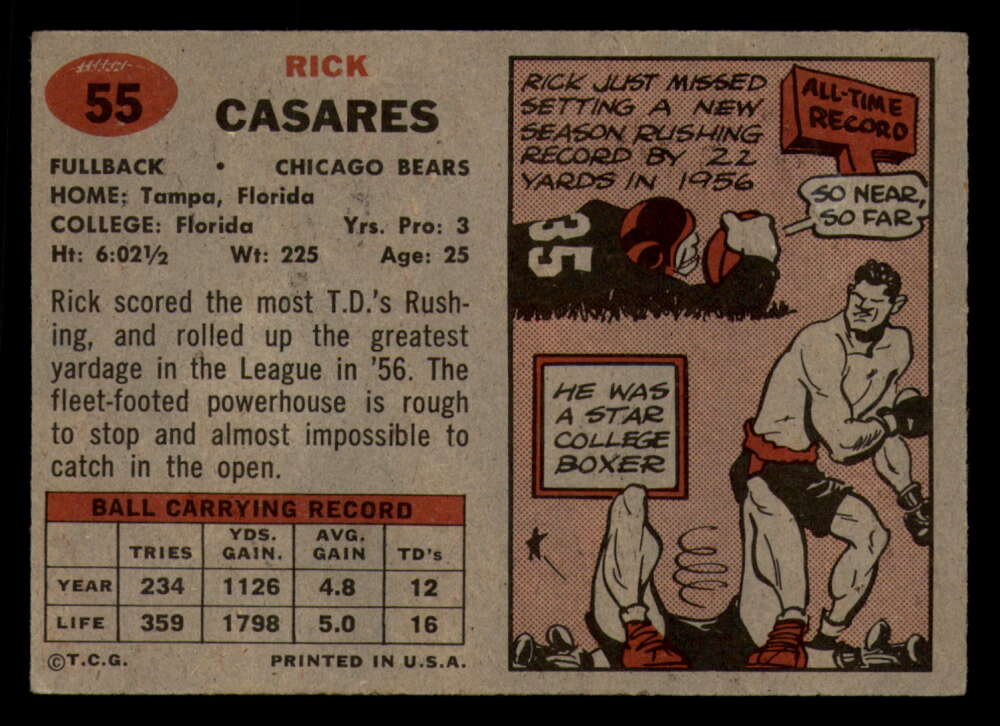 55
RICK
CASARES
FULLBACK • CHICAGO BEARS
HOME: Tampa, Florida
COLLEGE: Florida Yrs. Pro: 3
Ht: 6:02½ Wt: 225 Age: 25
Rick scored the most T.D.'s Rush-
ing, and rolled up the greatest
yardage in the League in '56. The
fleet-footed powerhouse is rough
to stop and almost impossible to
catch in the open.
BALL CARRYING RECORD
TRIES YDS. GAIN. AVG. GAIN TD's
YEAR 234 1126 4.8 12
LIFE 359 1798 5.0 16
©T.C.G. PRINTED IN U.S.A.
RICK JUST MISSED
SETTING A NEW
SEASON RUSHING
RECORD BY 22
YARDS IN 1956
ALL-TIME
RECORD
SO NEAR,
SO FAR
35
HE WAS
A STAR
COLLEGE
BOXER